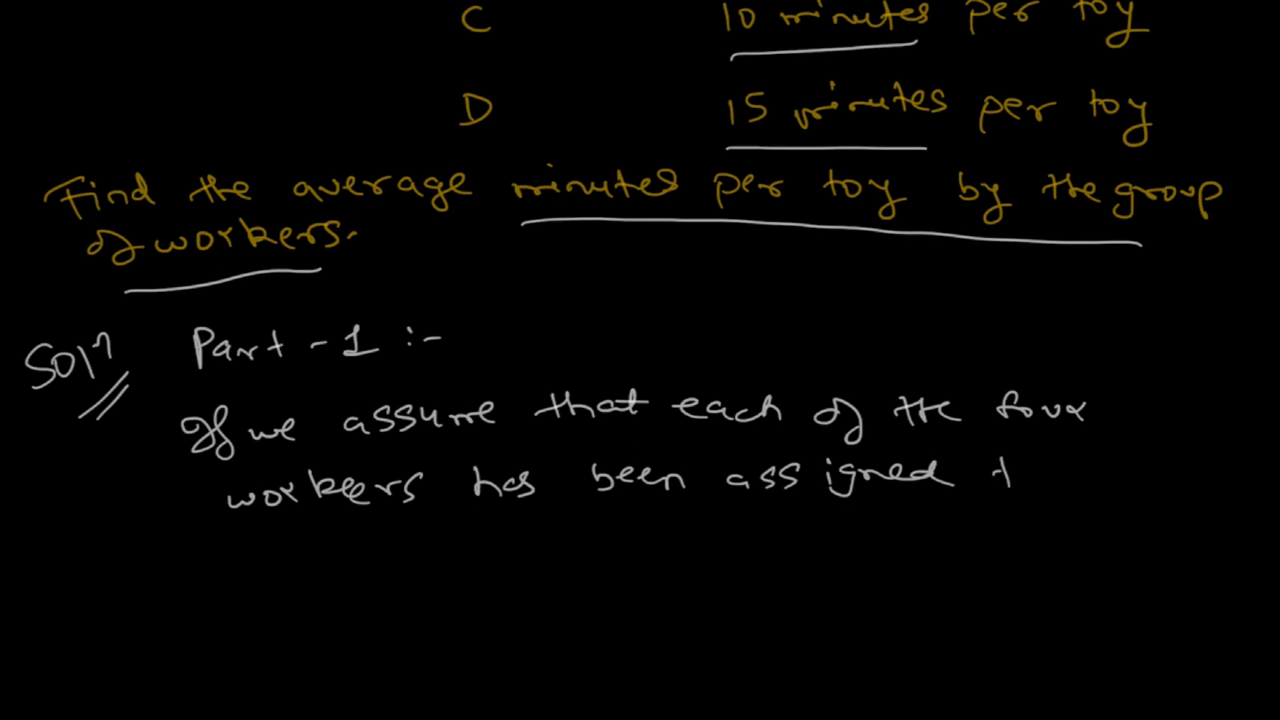 C 10 minutes per toy
D 15 minutes per toy
Find the average minutes per toy by the group
of workers.
Solⁿ Part-1 :-
If we assume that each of the four
workers has been assigned